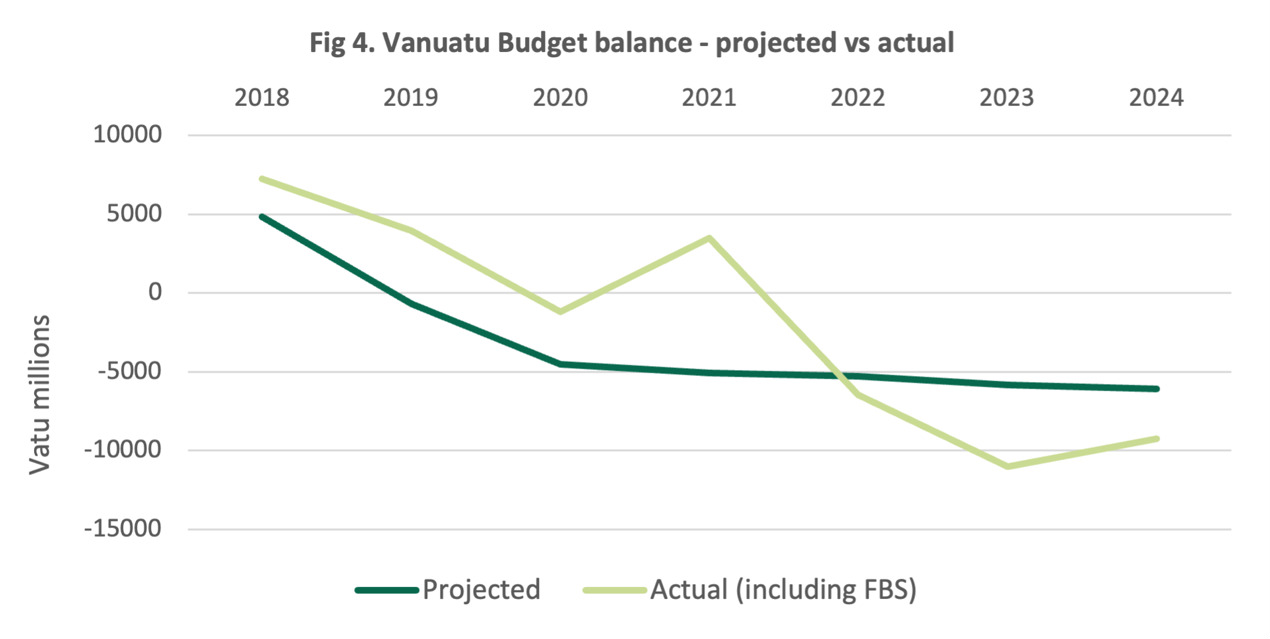 Fig 4. Vanuatu Budget balance - projected vs actual
2018 2019 2020 2021 2022 2023 2024
10000
5000
0
-5000
-10000
-15000
Vatu millions
Projected Actual (including FBS)